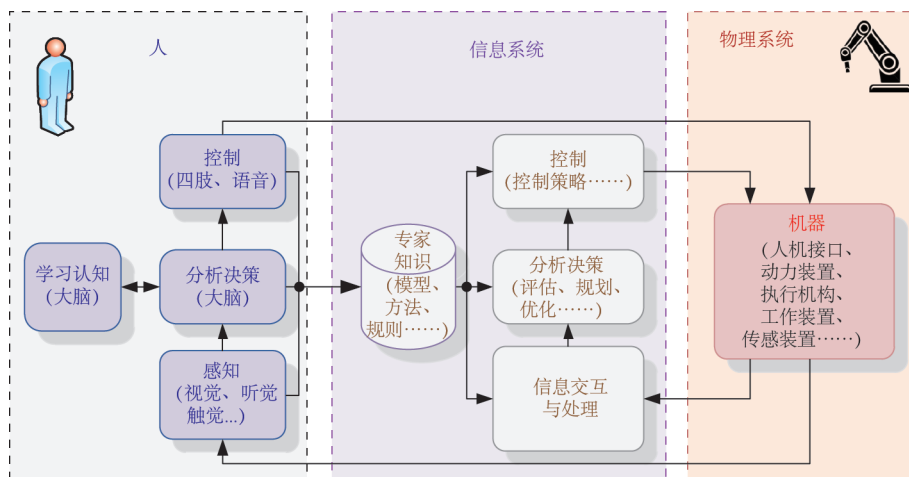 人
信息系统
物理系统
控制
(四肢、语音)
学习认知
(大脑)
分析决策
(大脑)
感知
(视觉、听觉
触觉...)
专家
知识
(模型、
方法、
规则……)
控制
(控制策略……)
分析决策
(评估、规划、
优化……)
信息交互
与处理
机器
(人机接口、
动力装置、
执行机构、
工作装置、
传感装置……)